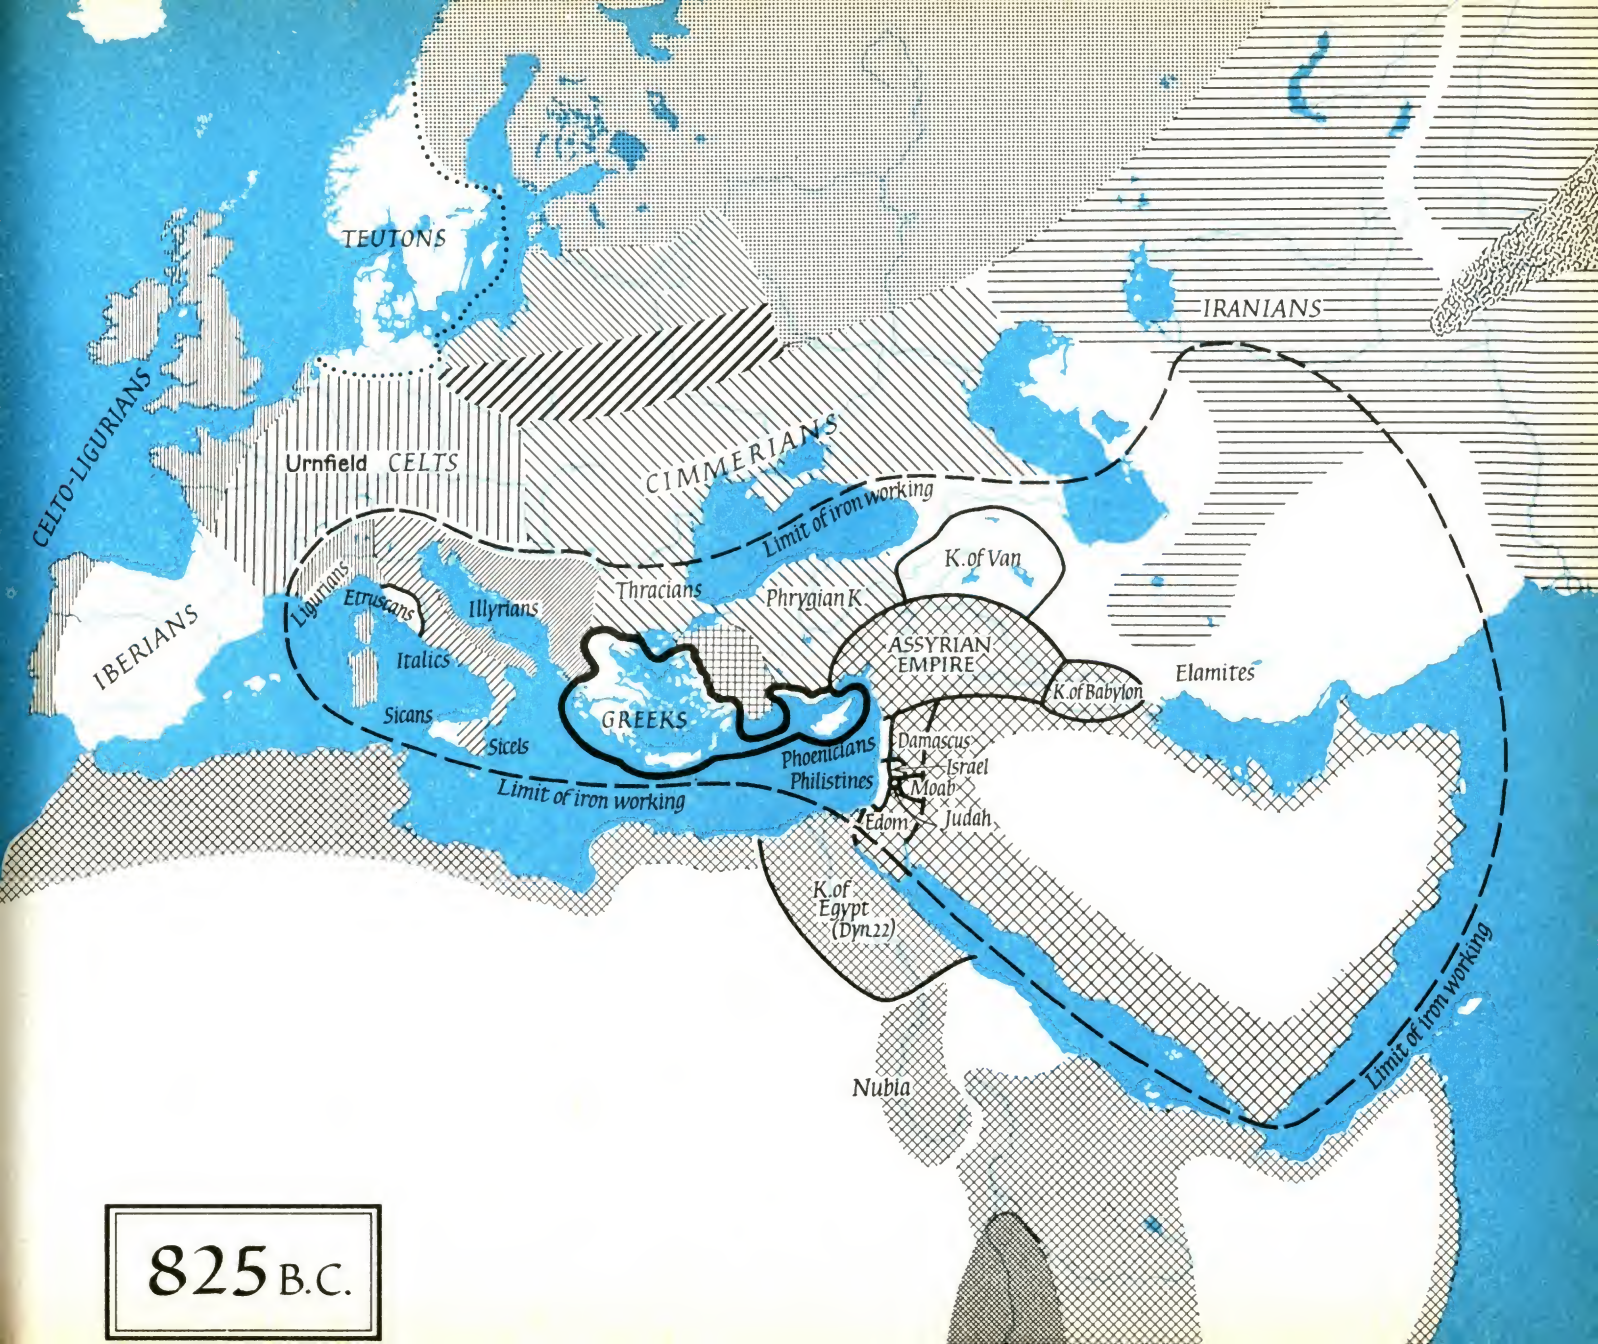 TEUTONS
IRANIANS
CELTO-LIGURIANS
Urnfield CELTS
CIMMERIANS
Limit of iron working
K. of Van
Ligurians
Etruscans
Illyrians
Thracians
Phrygian K.
IBERIANS
Italics
ASSYRIAN
EMPIRE
K. of Babylon
Elamites
Sicans
GREEKS
Sicels
Phoenicians
Philistines
Damascus
Israel
Moab
Judah
Edom
Limit of iron working
K. of
Egypt
(Dyn. 22)
Limit of iron working
Nubia
825 B.C.